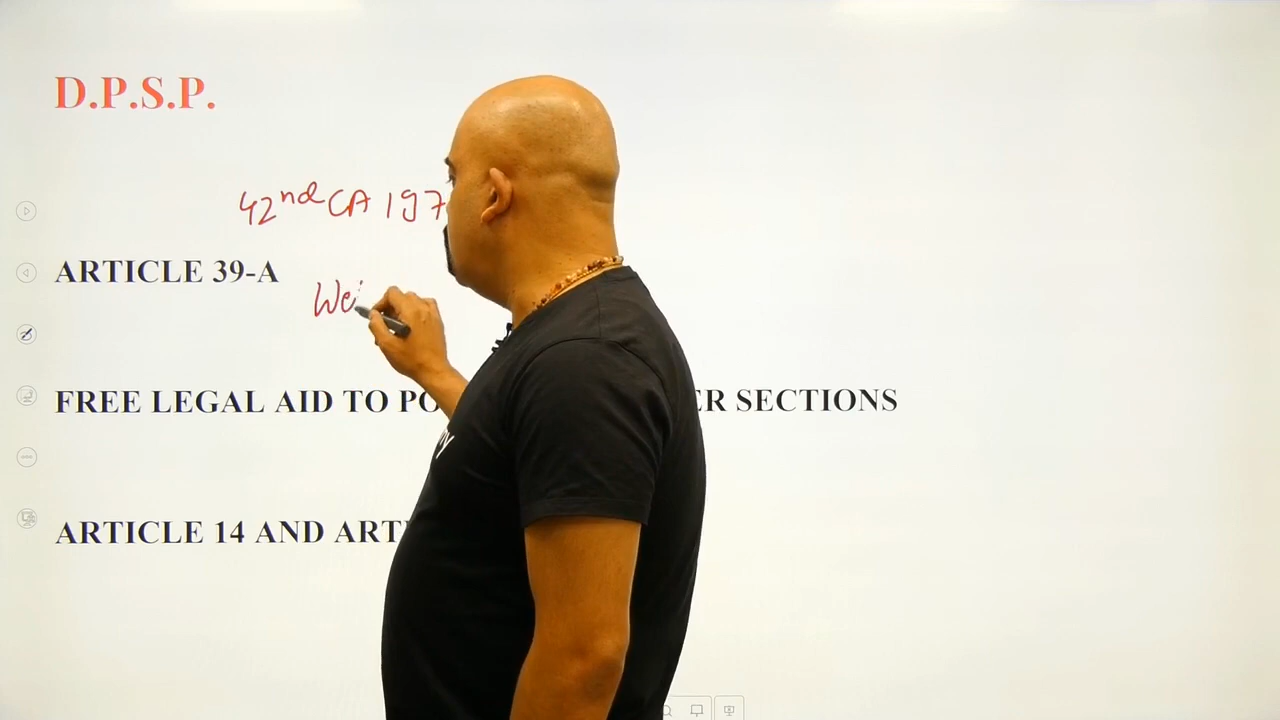 D.P.S.P.
42nd CA 197
ARTICLE 39-A
We
FREE LEGAL AID TO PO ER SECTIONS
ARTICLE 14 AND ART